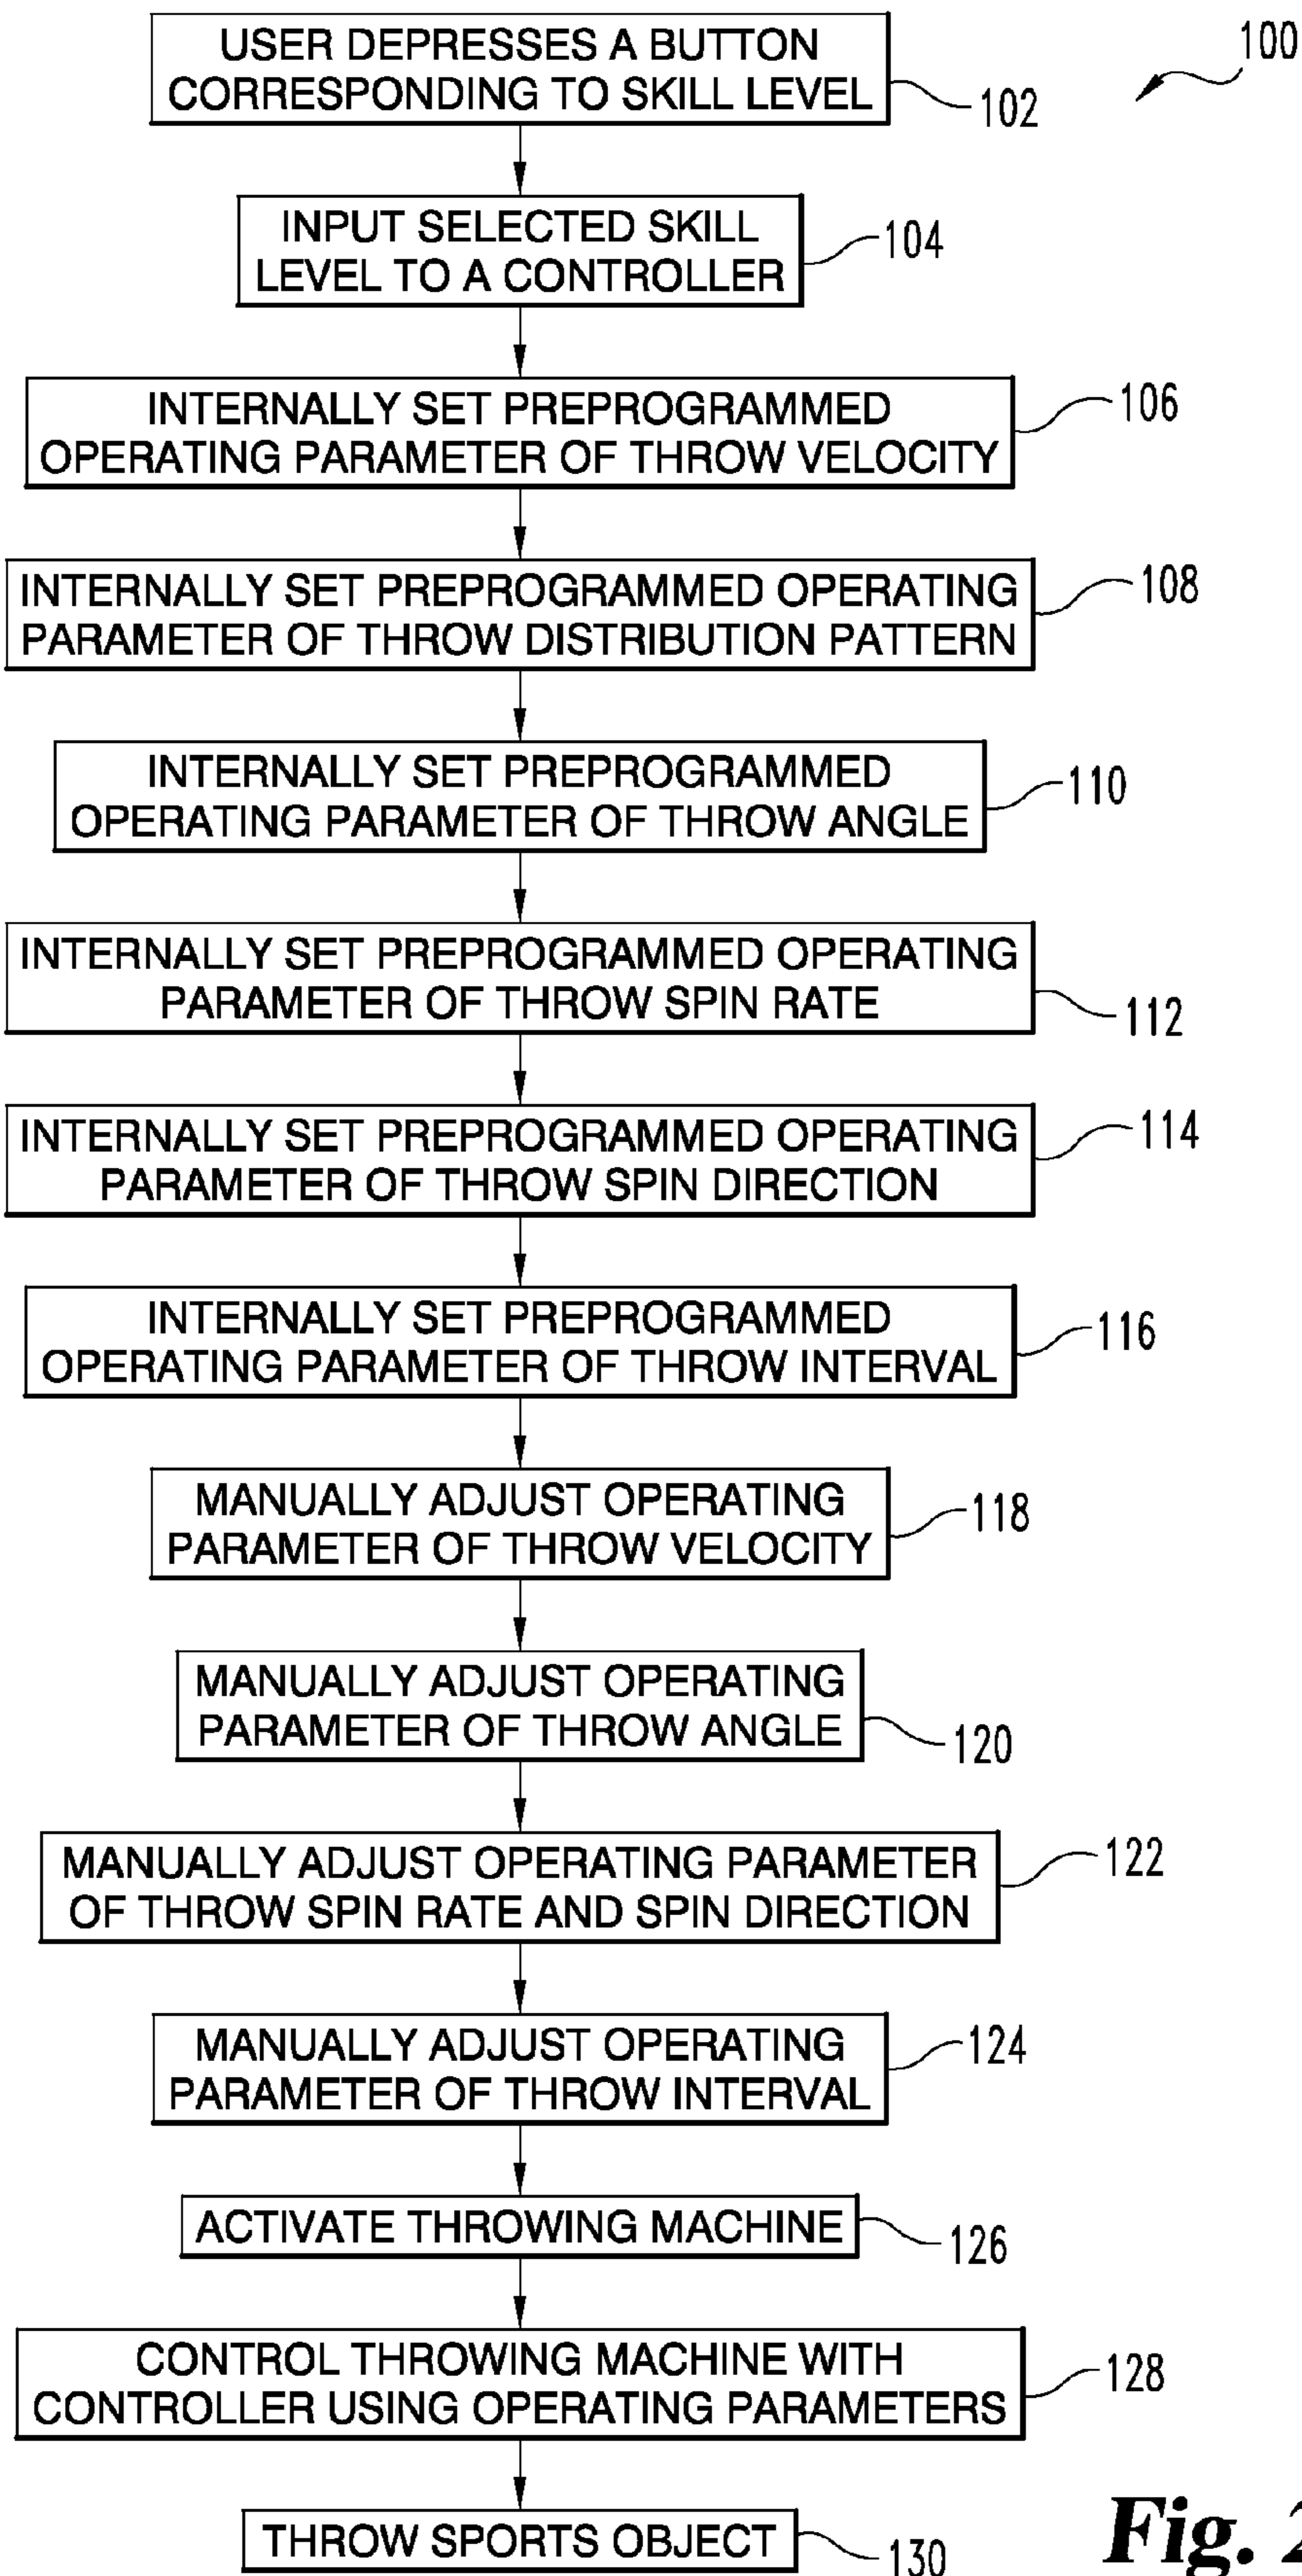 100
USER DEPRESSES A BUTTON
CORRESPONDING TO SKILL LEVEL
102
INPUT SELECTED SKILL
LEVEL TO A CONTROLLER
104
INTERNALLY SET PREPROGRAMMED
OPERATING PARAMETER OF THROW VELOCITY
106
INTERNALLY SET PREPROGRAMMED OPERATING
PARAMETER OF THROW DISTRIBUTION PATTERN
108
INTERNALLY SET PREPROGRAMMED
OPERATING PARAMETER OF THROW ANGLE
110
INTERNALLY SET PREPROGRAMMED OPERATING
PARAMETER OF THROW SPIN RATE
112
INTERNALLY SET PREPROGRAMMED OPERATING
PARAMETER OF THROW SPIN DIRECTION
114
INTERNALLY SET PREPROGRAMMED
OPERATING PARAMETER OF THROW INTERVAL
116
MANUALLY ADJUST OPERATING
PARAMETER OF THROW VELOCITY
118
MANUALLY ADJUST OPERATING
PARAMETER OF THROW ANGLE
120
MANUALLY ADJUST OPERATING PARAMETER
OF THROW SPIN RATE AND SPIN DIRECTION
122
MANUALLY ADJUST OPERATING
PARAMETER OF THROW INTERVAL
124
ACTIVATE THROWING MACHINE
126
CONTROL THROWING MACHINE WITH
CONTROLLER USING OPERATING PARAMETERS
128
THROW SPORTS OBJECT
130
Fig. 2